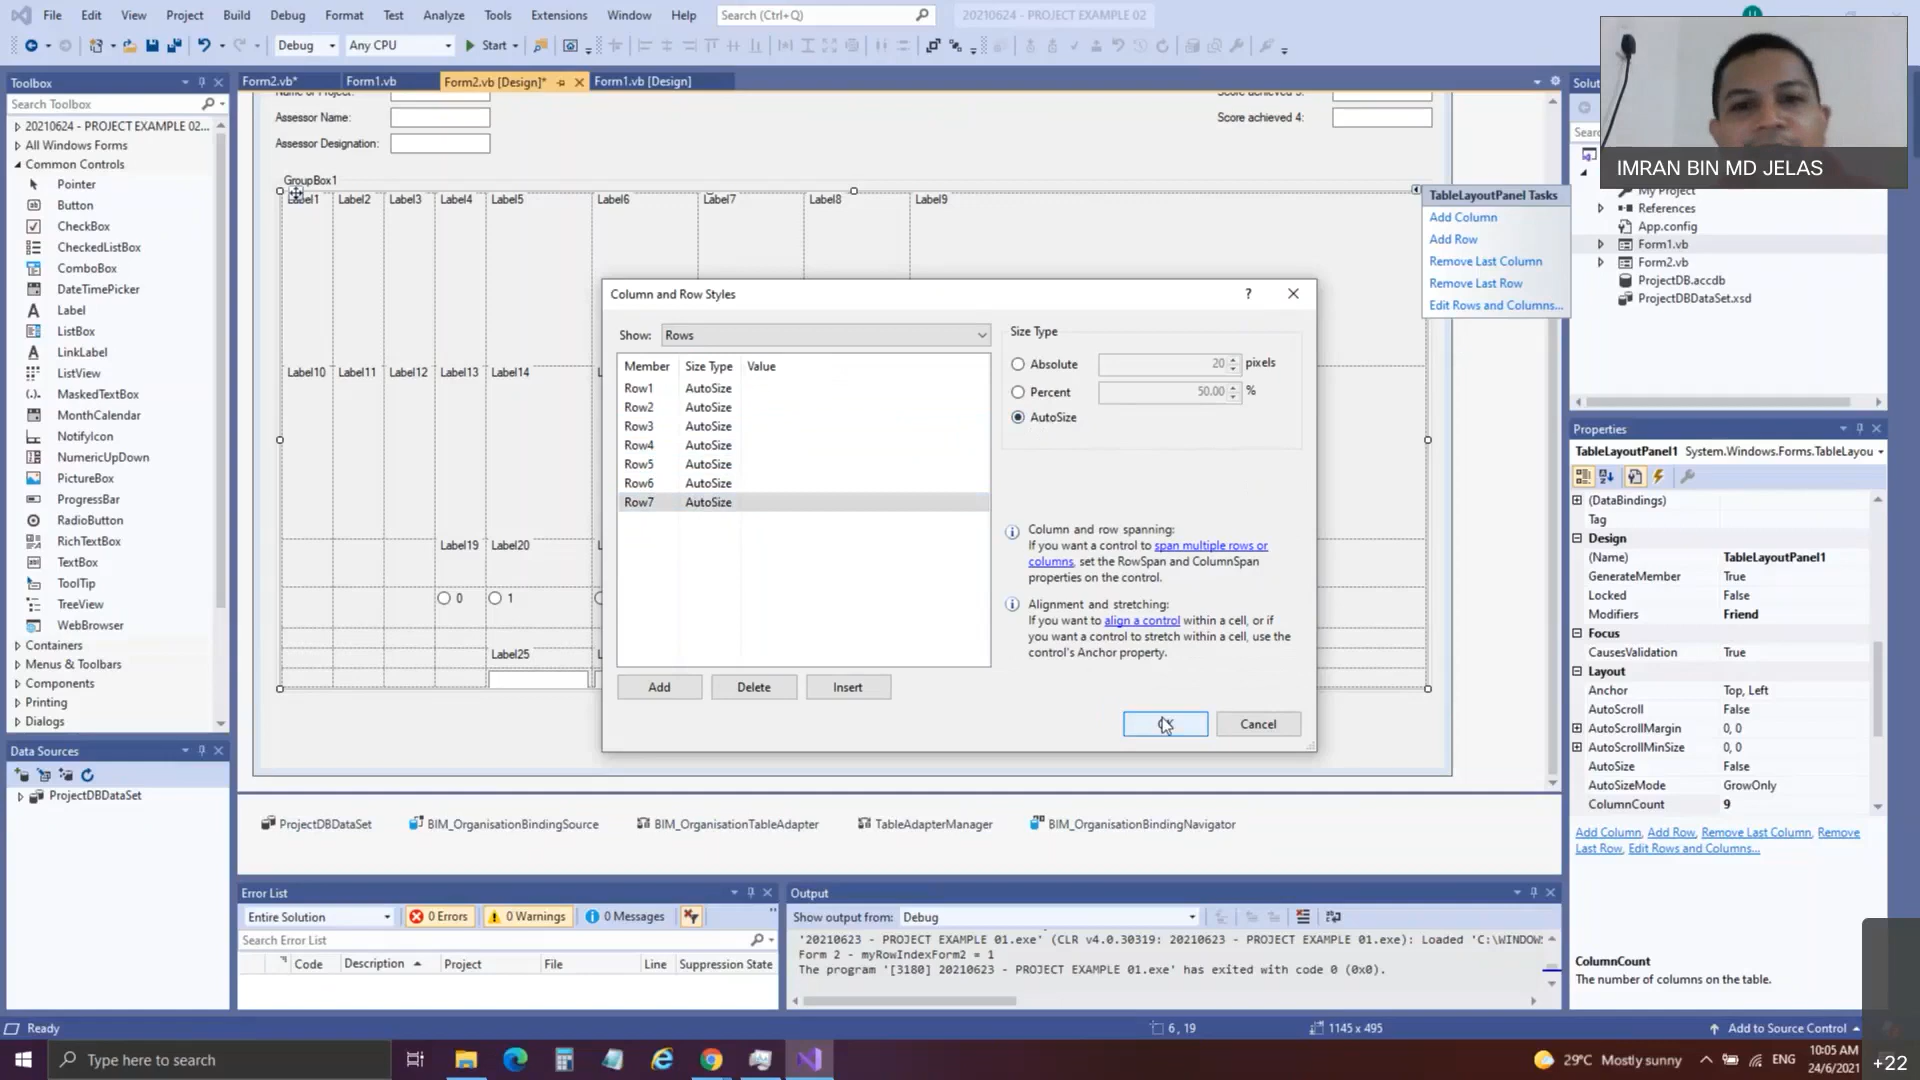 File Edit View Project Build Debug Format Test Analyze Tools Extensions Window Help Search (Ctrl+Q) 20210624 - PROJECT EXAMPLE 02
Debug Any CPU Start
IMRAN BIN MD JELAS
Toolbox
Search Toolbox
20210624 - PROJECT EXAMPLE 02...
All Windows Forms
Common Controls
Pointer
Button
CheckBox
CheckedListBox
ComboBox
DateTimePicker
Label
ListBox
LinkLabel
ListView
MaskedTextBox
MonthCalendar
NotifyIcon
NumericUpDown
PictureBox
ProgressBar
RadioButton
RichTextBox
TextBox
ToolTip
TreeView
WebBrowser
Containers
Menus & Toolbars
Components
Printing
Dialogs
Data Sources
ProjectDBDataSet
Form2.vb* Form1.vb Form2.vb [Design]* Form1.vb [Design]
Name of Project: Score achieved 3:
Assessor Name: Score achieved 4:
Assessor Designation:
GroupBox1
Label1 Label2 Label3 Label4 Label5 Label6 Label7 Label8 Label9
Label10 Label11 Label12 Label13 Label14
Label19 Label20
0 1
Label25
TableLayoutPanel Tasks
Add Column
Add Row
Remove Last Column
Remove Last Row
Edit Rows and Columns...
Column and Row Styles ?
Show: Rows
Member Size Type Value
Row1 AutoSize
Row2 AutoSize
Row3 AutoSize
Row4 AutoSize
Row5 AutoSize
Row6 AutoSize
Row7 AutoSize
Add Delete Insert
Size Type
Absolute 20 pixels
Percent 50.00 %
AutoSize
Column and row spanning:
If you want a control to span multiple rows or
columns, set the RowSpan and ColumnSpan
properties on the control.
Alignment and stretching:
If you want to align a control within a cell, or if
you want a control to stretch within a cell, use the
control's Anchor property.
Cancel
ProjectDBDataSet BIM_OrganisationBindingSource BIM_OrganisationTableAdapter TableAdapterManager BIM_OrganisationBindingNavigator
Error List
Entire Solution 0 Errors 0 Warnings 0 Messages
Search Error List
Code Description Project File Line Suppression State
Output
Show output from: Debug
'20210623 - PROJECT EXAMPLE 01.exe' (CLR v4.0.30319: 20210623 - PROJECT EXAMPLE 01.exe): Loaded 'C:\WINDOWS
Form 2 - myRowIndexForm2 = 1
The program '[3180] 20210623 - PROJECT EXAMPLE 01.exe' has exited with code 0 (0x0).
Solut
Searc
My Project
References
App.config
Form1.vb
Form2.vb
ProjectDB.accdb
ProjectDBDataSet.xsd
Properties
TableLayoutPanel1 System.Windows.Forms.TableLayou
(DataBindings)
Tag
Design
(Name) TableLayoutPanel1
GenerateMember True
Locked False
Modifiers Friend
Focus
CausesValidation True
Layout
Anchor Top, Left
AutoScroll False
AutoScrollMargin 0, 0
AutoScrollMinSize 0, 0
AutoSize False
AutoSizeMode GrowOnly
ColumnCount 9
Add Column, Add Row, Remove Last Column, Remove
Last Row, Edit Rows and Columns...
ColumnCount
The number of columns on the table.
Ready 6 , 19 1145 x 495 Add to Source Control
Type here to search 29°C Mostly sunny ENG 10:05 AM
24/6/2021
+22